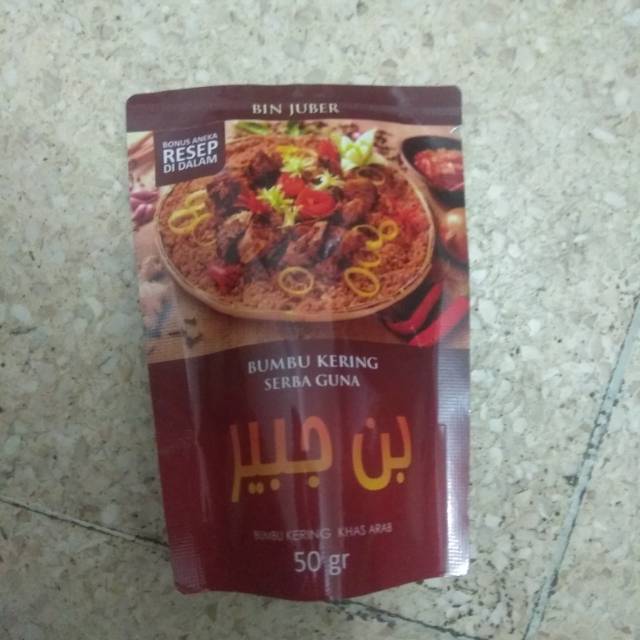 BIN JUBER
BONUS ANEKA
RESEP
DI DALAM
BUMBU KERING
SERBA GUNA
بن جبير
BUMBU KERING KHAS ARAB
50 gr